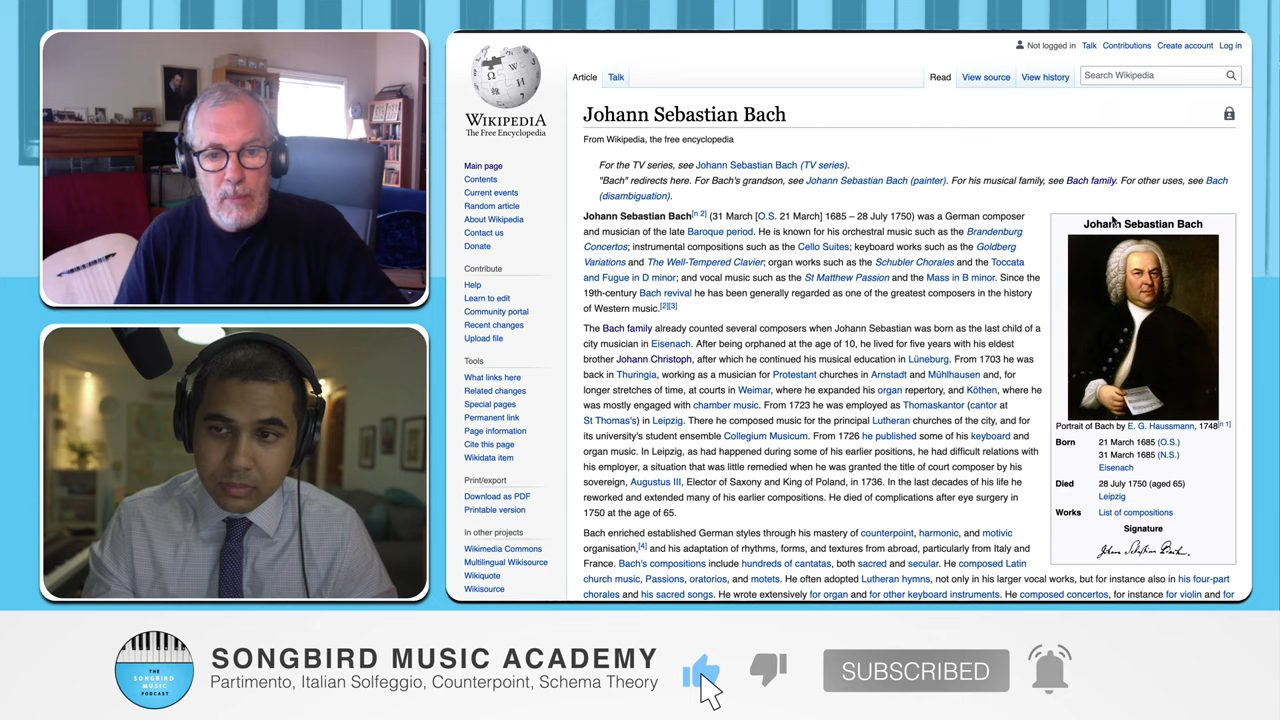 Not logged in Talk Contributions Create account Log in
Article Talk Read View source View history Search Wikipedia
WIKIPEDIA
The Free Encyclopedia
Main page
Contents
Current events
Random article
About Wikipedia
Contact us
Donate
Contribute
Help
Learn to edit
Community portal
Recent changes
Upload file
Tools
What links here
Related changes
Special pages
Permanent link
Page information
Cite this page
Wikidata item
Print/export
Download as PDF
Printable version
In other projects
Wikimedia Commons
Multilingual Wikisource
Wikiquote
Wikisource
Johann Sebastian Bach
From Wikipedia, the free encyclopedia
For the TV series, see Johann Sebastian Bach (TV series).
"Bach" redirects here. For Bach's grandson, see Johann Sebastian Bach (painter). For his musical family, see Bach family. For other uses, see Bach
(disambiguation).
Johann Sebastian Bach[n 2] (31 March [O.S. 21 March] 1685 – 28 July 1750) was a German composer
and musician of the late Baroque period. He is known for his orchestral music such as the Brandenburg
Concertos; instrumental compositions such as the Cello Suites; keyboard works such as the Goldberg
Variations and The Well-Tempered Clavier; organ works such as the Schubler Chorales and the Toccata
and Fugue in D minor; and vocal music such as the St Matthew Passion and the Mass in B minor. Since the
19th-century Bach revival he has been generally regarded as one of the greatest composers in the history
of Western music.[2][3]
The Bach family already counted several composers when Johann Sebastian was born as the last child of a
city musician in Eisenach. After being orphaned at the age of 10, he lived for five years with his eldest
brother Johann Christoph, after which he continued his musical education in Lüneburg. From 1703 he was
back in Thuringia, working as a musician for Protestant churches in Arnstadt and Mühlhausen and, for
longer stretches of time, at courts in Weimar, where he expanded his organ repertory, and Köthen, where he
was mostly engaged with chamber music. From 1723 he was employed as Thomaskantor (cantor at
St Thomas's) in Leipzig. There he composed music for the principal Lutheran churches of the city, and for
its university's student ensemble Collegium Musicum. From 1726 he published some of his keyboard and
organ music. In Leipzig, as had happened during some of his earlier positions, he had difficult relations with
his employer, a situation that was little remedied when he was granted the title of court composer by his
sovereign, Augustus III, Elector of Saxony and King of Poland, in 1736. In the last decades of his life he
reworked and extended many of his earlier compositions. He died of complications after eye surgery in
1750 at the age of 65.
Bach enriched established German styles through his mastery of counterpoint, harmonic, and motivic
organisation,[4] and his adaptation of rhythms, forms, and textures from abroad, particularly from Italy and
France. Bach's compositions include hundreds of cantatas, both sacred and secular. He composed Latin
church music, Passions, oratorios, and motets. He often adopted Lutheran hymns, not only in his larger vocal works, but for instance also in his four-part
chorales and his sacred songs. He wrote extensively for organ and for other keyboard instruments. He composed concertos, for instance for violin and for
Johann Sebastian Bach
Portrait of Bach by E. G. Haussmann, 1748[n 1]
Born 21 March 1685 (O.S.)
31 March 1685 (N.S.)
Eisenach
Died 28 July 1750 (aged 65)
Leipzig
Works List of compositions
Signature
Johann Sebast. Bach.
THE
SONGBIRD
MUSIC
PODCAST
SONGBIRD MUSIC ACADEMY
Partimento, Italian Solfeggio, Counterpoint, Schema Theory
SUBSCRIBED